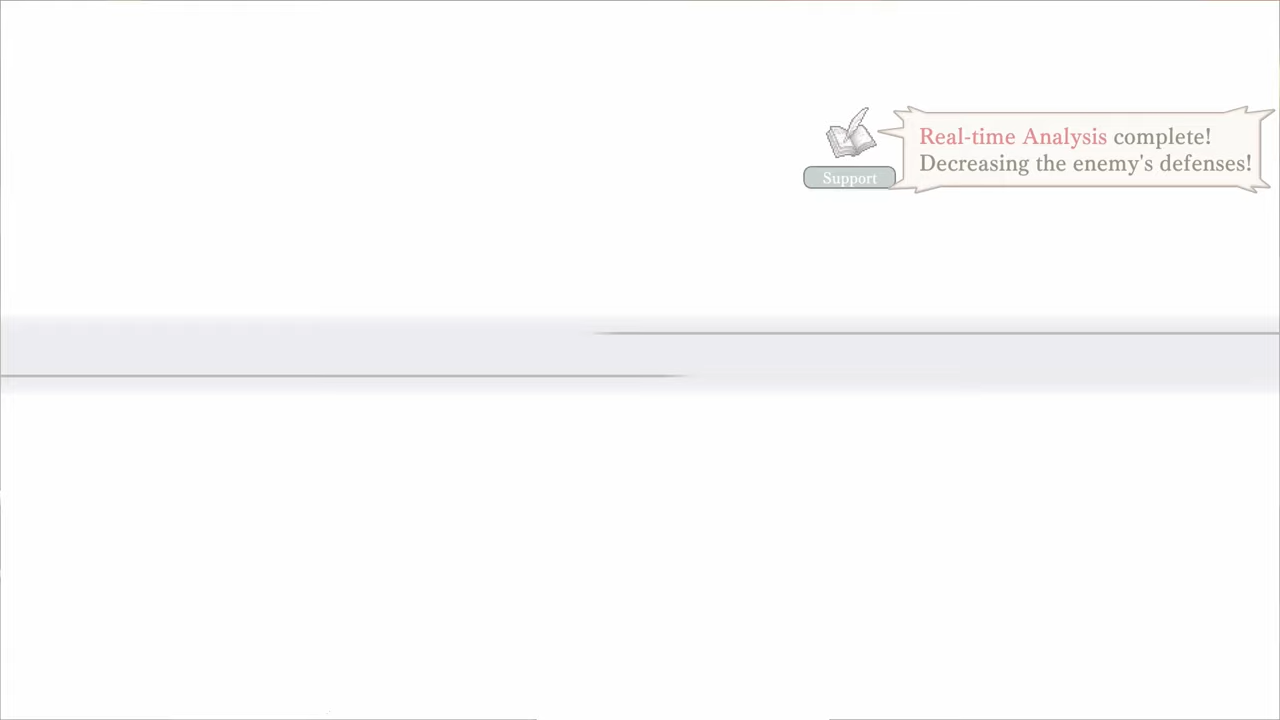 Real-time Analysis complete!
Decreasing the enemy's defenses!
Support